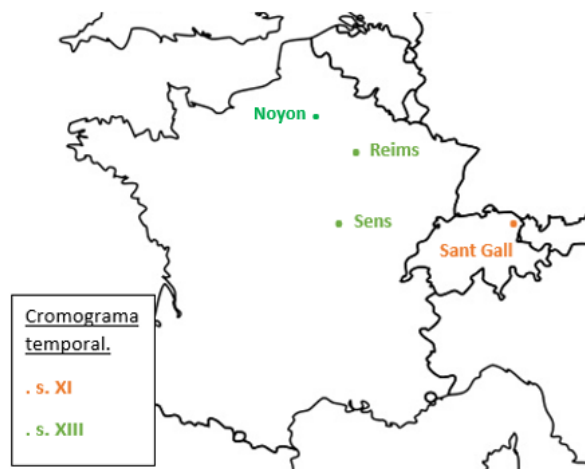 Noyon
Reims
Sens
Sant Gall
Cromograma
temporal.
. s. XI
. s. XIII